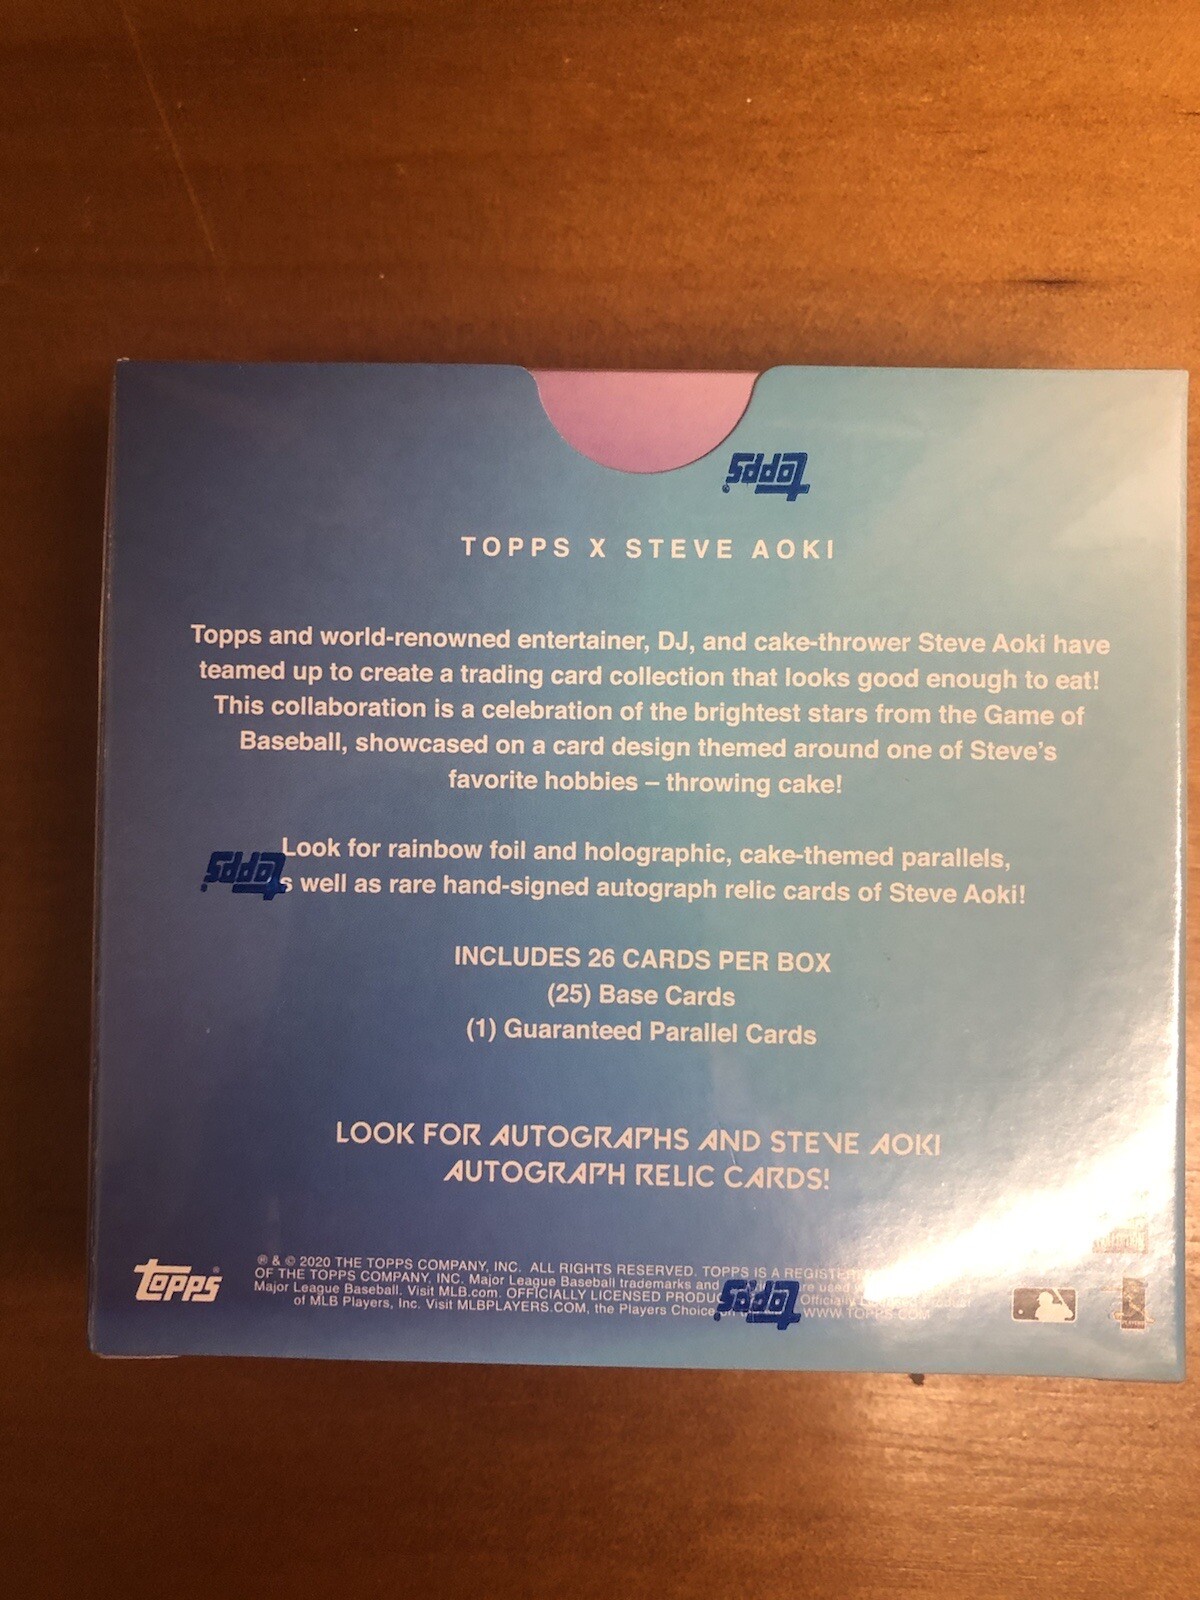 Topps
TOPPS X STEVE AOKI
Topps and world-renowned entertainer, DJ, and cake-thrower Steve Aoki have
teamed up to create a trading card collection that looks good enough to eat!
This collaboration is a celebration of the brightest stars from the Game of
Baseball, showcased on a card design themed around one of Steve's
favorite hobbies – throwing cake!
Look for rainbow foil and holographic, cake-themed parallels,
Topps
s well as rare hand-signed autograph relic cards of Steve Aoki!
INCLUDES 26 CARDS PER BOX
(25) Base Cards
(1) Guaranteed Parallel Cards
LOOK FOR AUTOGRAPHS AND STEVE AOKI
AUTOGRAPH RELIC CARDS!
Topps
® & © 2020 THE TOPPS COMPANY, INC. ALL RIGHTS RESERVED. TOPPS IS A
OF THE TOPPS COMPANY, INC. Major League Baseball trademarks and
Major League Baseball. Visit MLB.com. OFFICIALLY LICENSED Officially
of MLB Players, Inc. Visit MLBPLAYERS.COM, the Players Choice WWW.TOPPS.COM
Topps